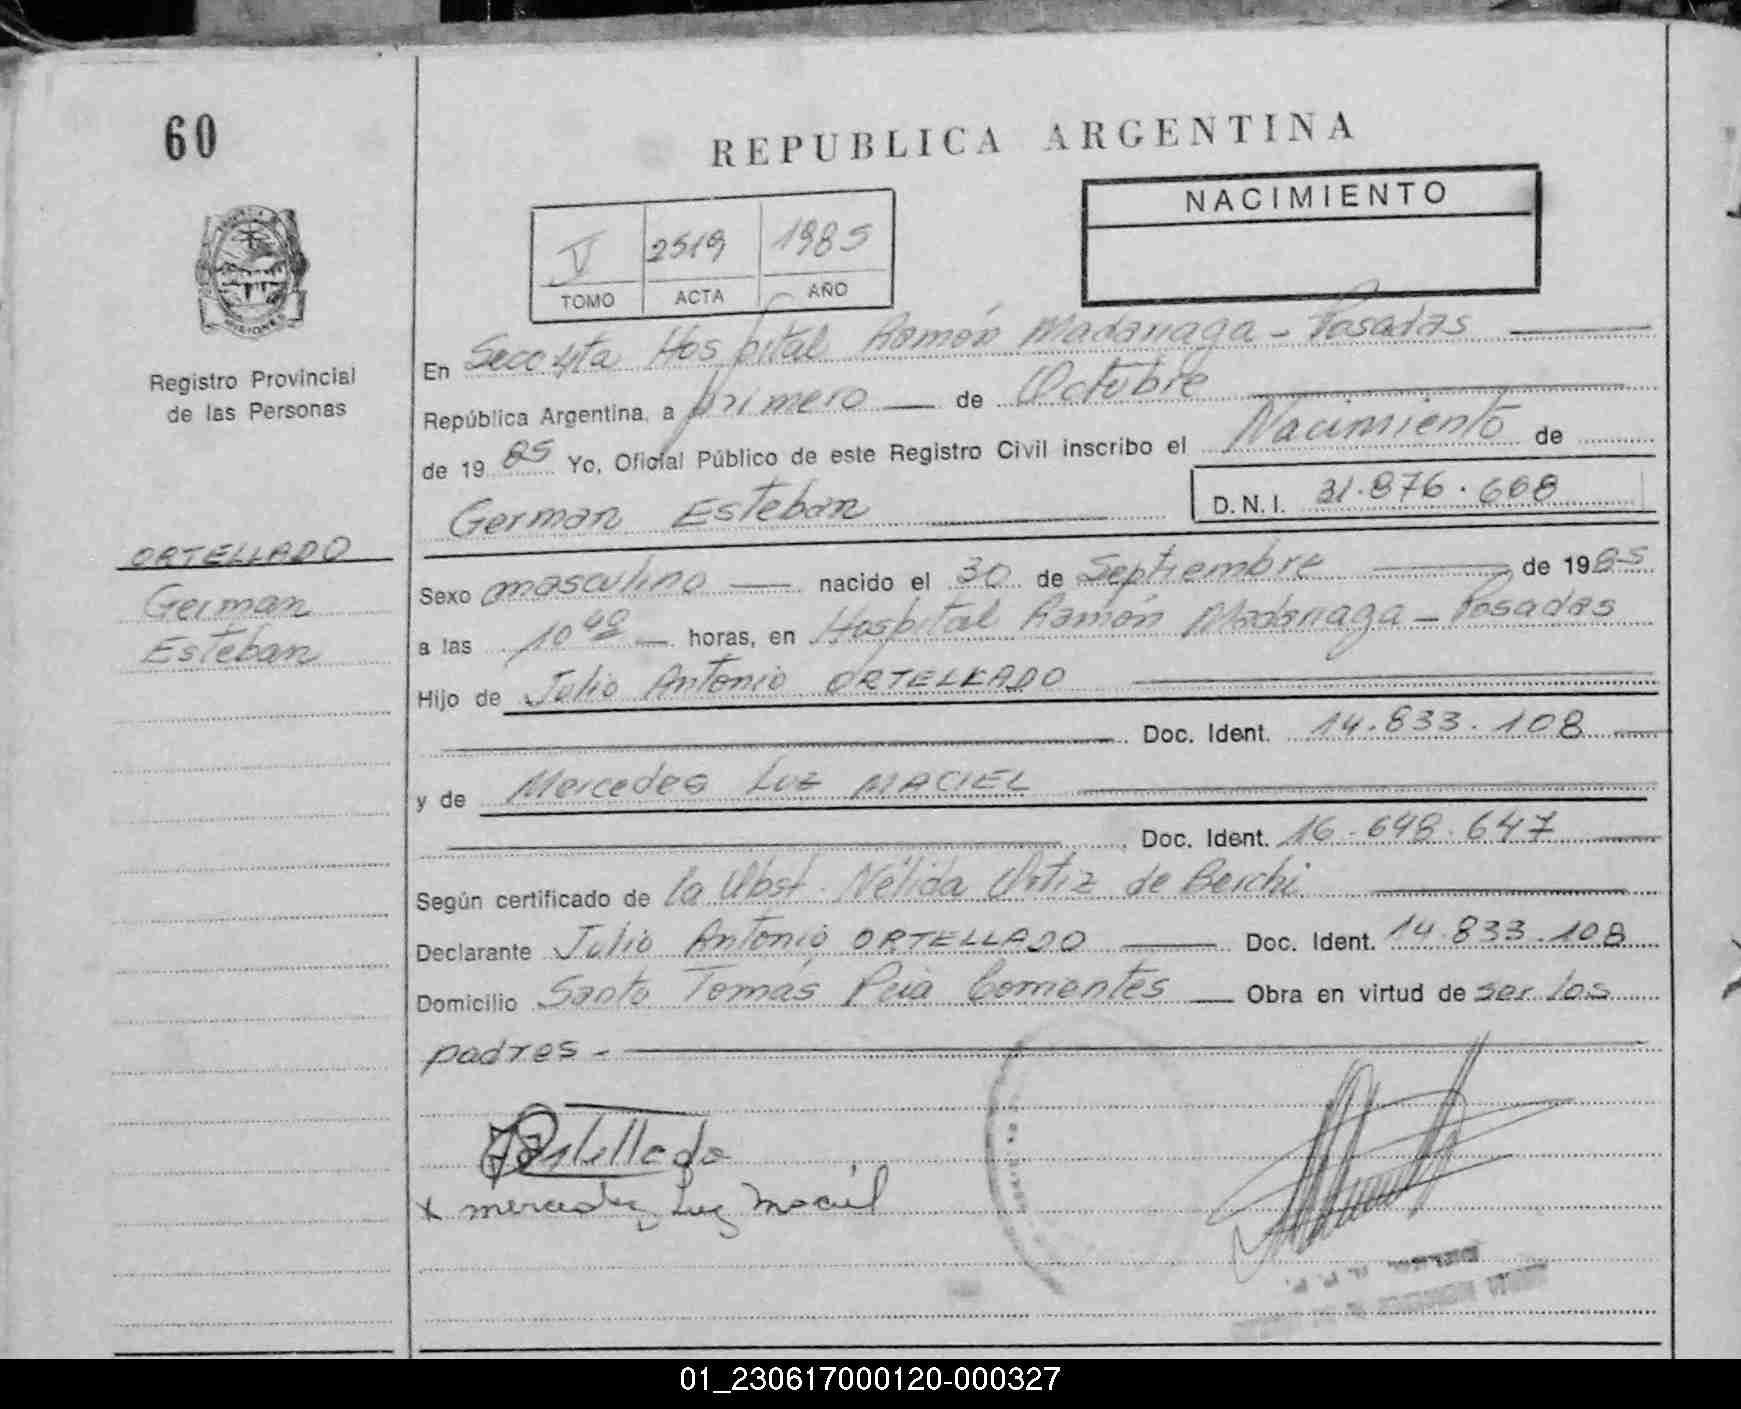 60
REPUBLICA ARGENTINA
NACIMIENTO
V 2519 1985
TOMO ACTA AÑO
MISIONES
Registro Provincial
de las Personas
En Secc 4ta Hospital Ramón Madariaga - Posadas
República Argentina, a primero de Octubre
de 19 85 Yo, Oficial Público de este Registro Civil inscribo el Nacimiento de
German Esteban D.N.I. 31.876.668
ORTELLADO
German
Esteban
Sexo masculino nacido el 30 de Septiembre de 1985
a las 10 40 horas, en Hospital Ramón Madariaga - Posadas
Hijo de Julio Antonio ORTELLADO
Doc. Ident. 14.833.108
y de Mercedes Luz MACIEL
Doc. Ident. 16.648.647
Según certificado de la Obst. Nélida Ortiz de Berchi
Declarante Julio Antonio ORTELLADO Doc. Ident. 14.833.108
Domicilio Santo Tomás Pcia Corrientes Obra en virtud de ser los
padres -
Ortellado
x mercedes Luz Maciel
01_230617000120-000327